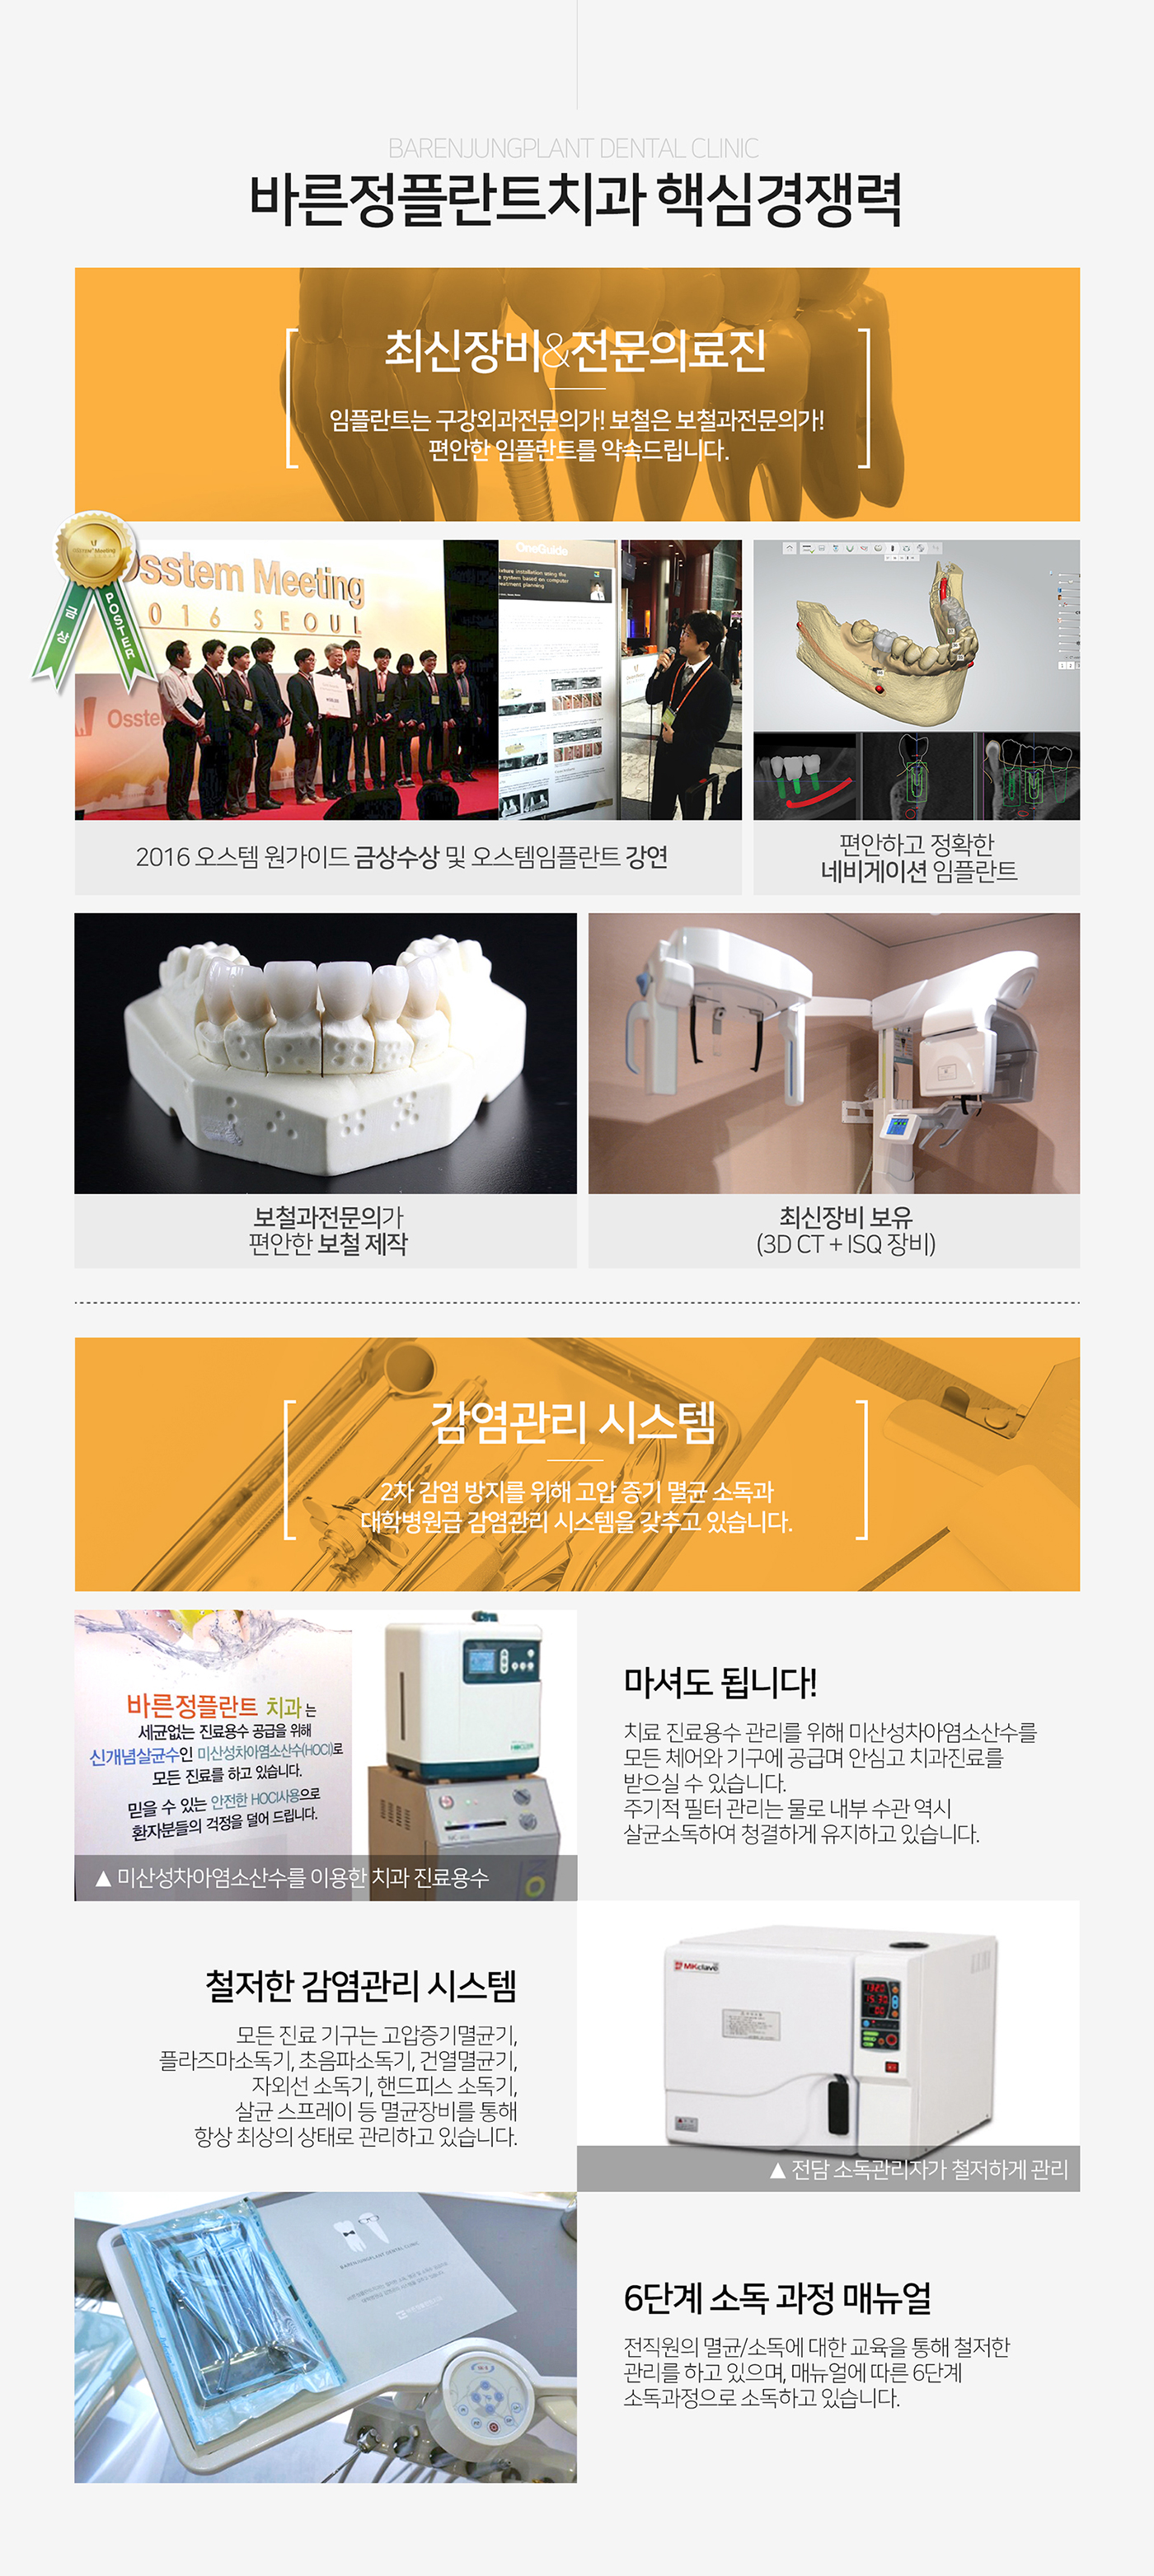 BARENJUNGPLANT DENTAL CLINIC
바른정플란트치과 핵심경쟁력
최신장비&전문의료진
임플란트는 구강외과전문의가! 보철은 보철과전문의가!
편안한 임플란트를 약속드립니다.
금상
POSTER
Osstem Meeting
2016 SEOUL
Osste
OneGuide
2016 오스템 원가이드 금상수상 및 오스템임플란트 강연
편안하고 정확한
네비게이션 임플란트
보철과전문의가
편안한 보철 제작
최신장비 보유
(3D CT + ISQ 장비)
감염관리 시스템
2차 감염 방지를 위해 고압 증기 멸균 소독과
대학병원급 감염관리 시스템을 갖추고 있습니다.
바른정플란트 치과는
세균없는 진료용수 공급을 위해
신개념살균수인 미산성차아염소산수(HOCl)로
모든 진료를 하고 있습니다.
믿을 수 있는 안전한 HOCl사용으로
환자분들의 걱정을 덜어 드립니다.
▲ 미산성차아염소산수를 이용한 치과 진료용수
마셔도 됩니다!
치료 진료용수 관리를 위해 미산성차아염소산수를
모든 체어와 기구에 공급며 안심고 치과진료를
받으실 수 있습니다.
주기적 필터 관리는 물로 내부 수관 역시
살균소독하여 청결하게 유지하고 있습니다.
철저한 감염관리 시스템
모든 진료 기구는 고압증기멸균기,
플라즈마소독기, 초음파소독기, 건열멸균기,
자외선 소독기, 핸드피스 소독기,
살균 스프레이 등 멸균장비를 통해
항상 최상의 상태로 관리하고 있습니다.
MKclave
▲ 전담 소독관리자가 철저하게 관리
BARENJUNGPLANT DENTAL CLINIC
6단계 소독 과정 매뉴얼
전직원의 멸균/소독에 대한 교육을 통해 철저한
관리를 하고 있으며, 매뉴얼에 따른 6단계
소독과정으로 소독하고 있습니다.